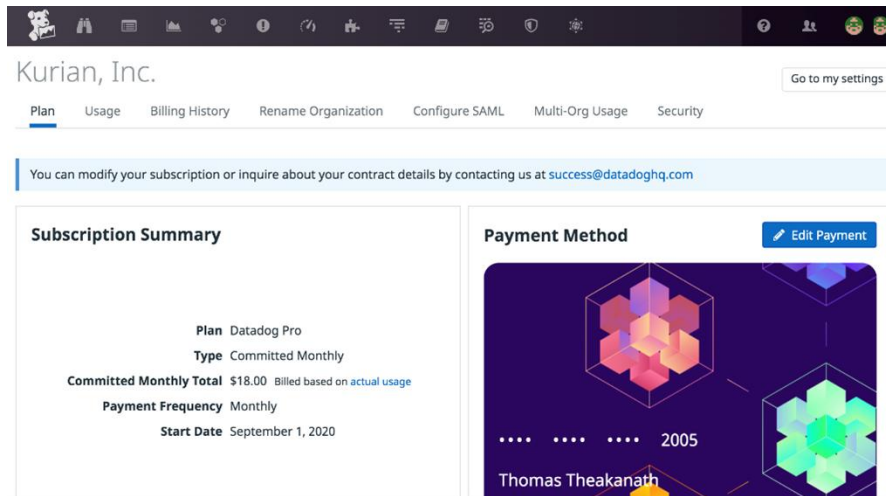 Kurian, Inc.
Go to my settings
Plan Usage Billing History Rename Organization Configure SAML Multi-Org Usage Security
You can modify your subscription or inquire about your contract details by contacting us at success@datadoghq.com
Subscription Summary
Plan Datadog Pro
Type Committed Monthly
Committed Monthly Total $18.00 Billed based on actual usage
Payment Frequency Monthly
Start Date September 1, 2020
Payment Method
Edit Payment
•••• •••• •••• 2005
Thomas Theakanath